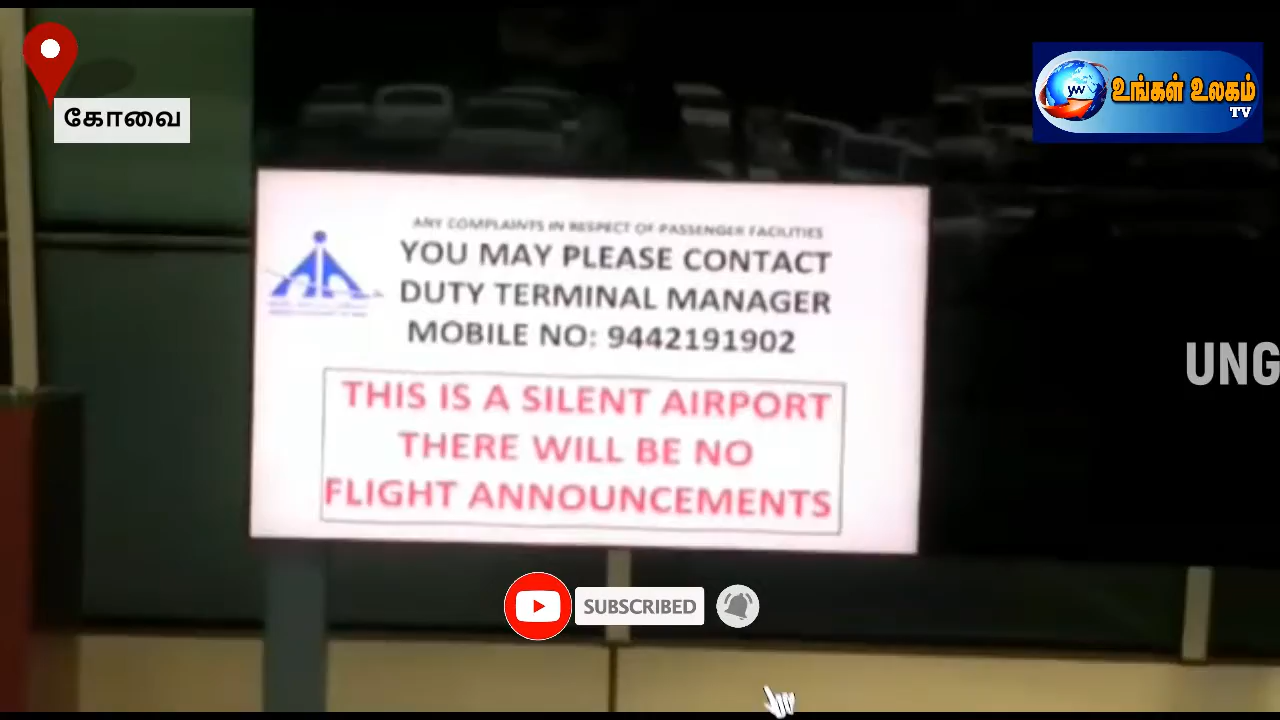 கோவை
yw உங்கள் உலகம்
TV
ANY COMPLAINTS IN RESPECT OF PASSENGER FACILITIES
YOU MAY PLEASE CONTACT
DUTY TERMINAL MANAGER
MOBILE NO: 9442191902
THIS IS A SILENT AIRPORT
THERE WILL BE NO
FLIGHT ANNOUNCEMENTS
UNG
SUBSCRIBED